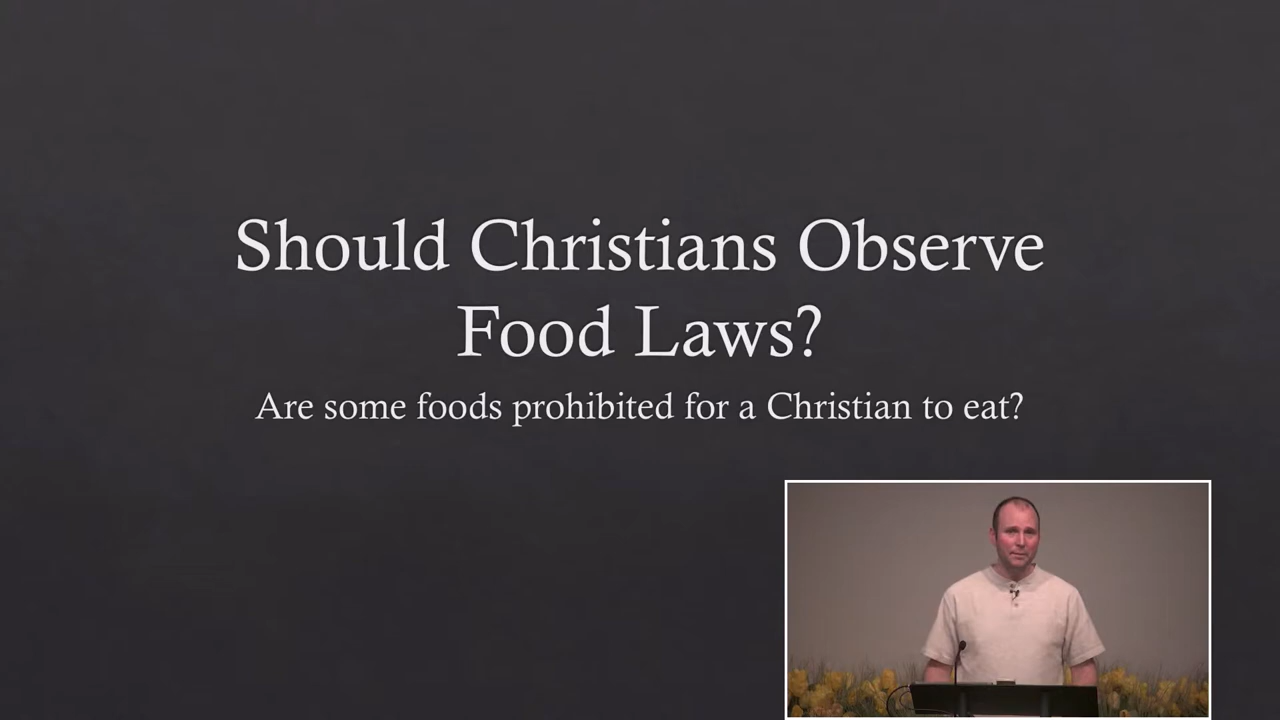 Should Christians Observe
Food Laws?
Are some foods prohibited for a Christian to eat?